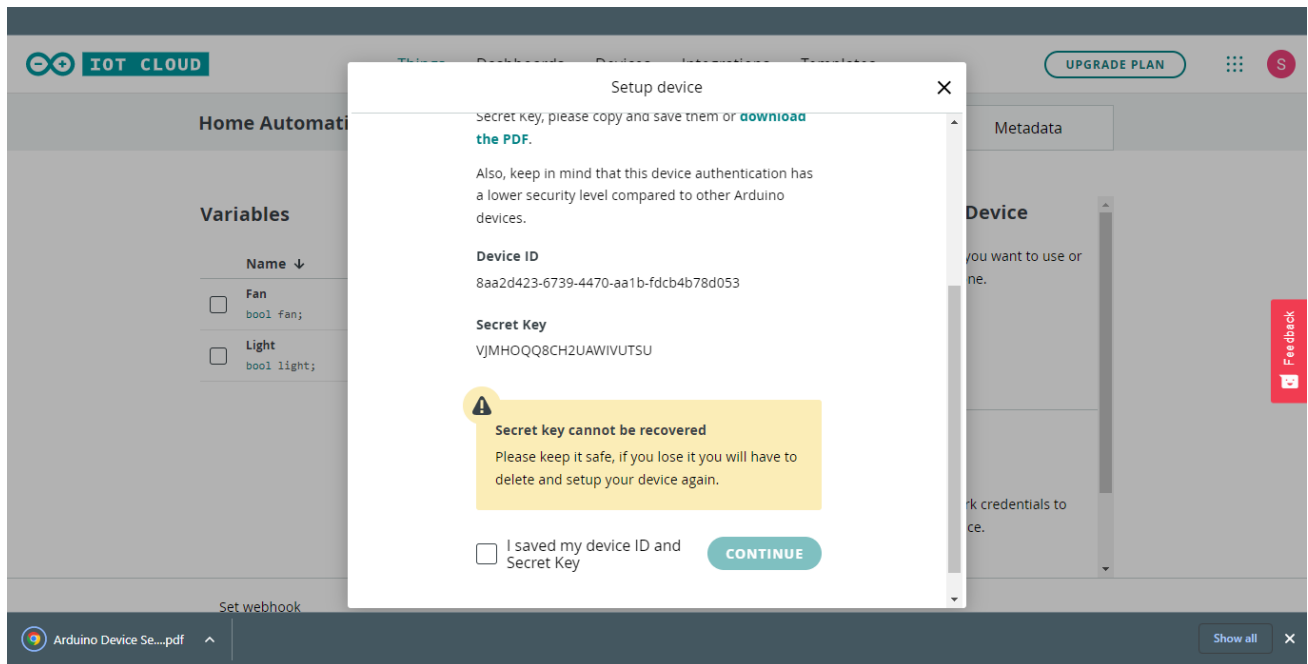 IOT CLOUD
UPGRADE PLAN
S
Setup device
Home Automati
Metadata
Secret Key, please copy and save them or download
the PDF.
Also, keep in mind that this device authentication has
a lower security level compared to other Arduino
devices.
Variables
Device
Device ID
you want to use or
Name
8aa2d423-6739-4470-aa1b-fdcb4b78d053
ne.
Fan
bool fan;
Secret Key
Light
VJMHOQQ8CH2UAWIVUTSU
bool light;
Feedback
Secret key cannot be recovered
Please keep it safe, if you lose it you will have to
delete and setup your device again.
rk credentials to
ce.
I saved my device ID and
Secret Key
CONTINUE
Set webhook
Arduino Device Se....pdf
Show all